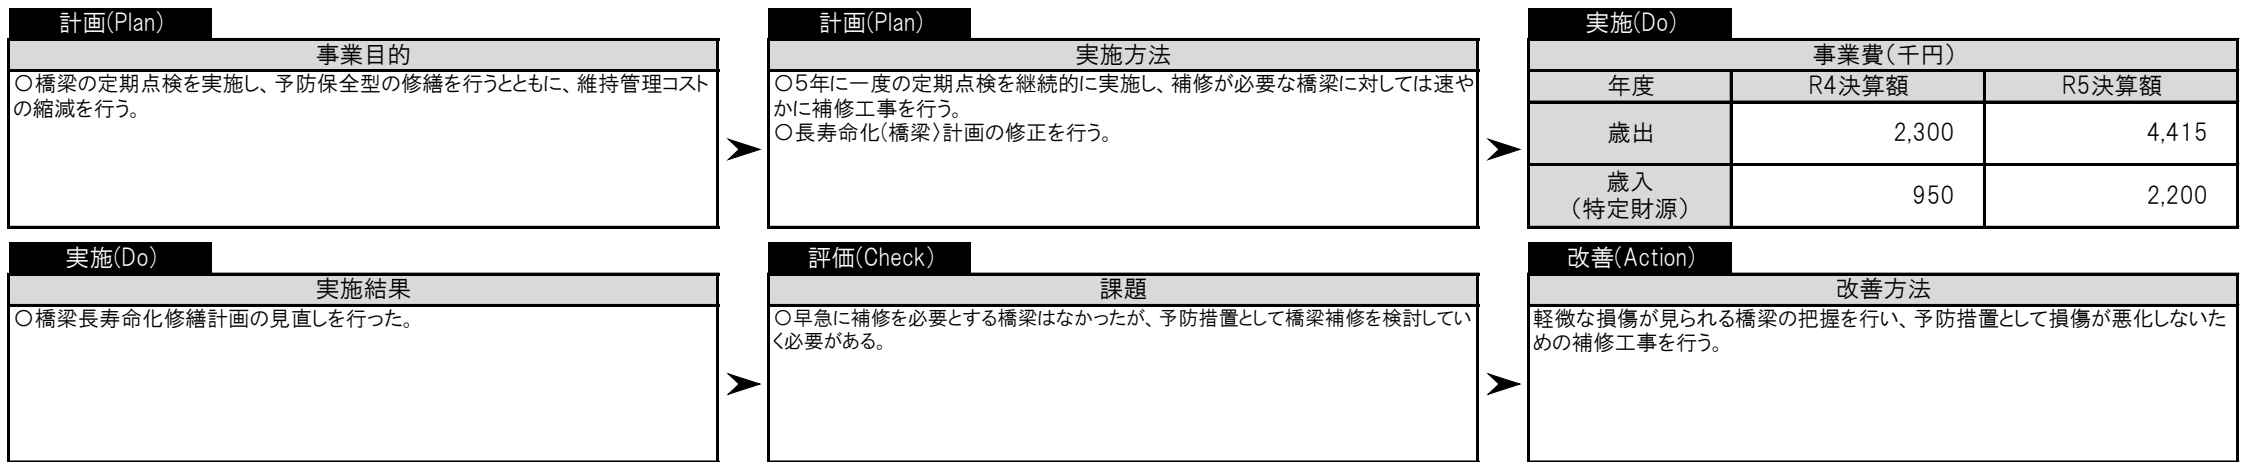 計画(Plan)
事業目的
○橋梁の定期点検を実施し、予防保全型の修繕を行うとともに、維持管理コスト
の縮減を行う。
計画(Plan)
実施方法
○5年に一度の定期点検を継続的に実施し、補修が必要な橋梁に対しては速や
かに補修工事を行う。
○長寿命化(橋梁〉計画の修正を行う。
実施(Do)
事業費(千円)
年度 R4決算額 R5決算額
歳出 2,300 4,415
歳入
(特定財源) 950 2,200
実施(Do)
実施結果
○橋梁長寿命化修繕計画の見直しを行った。
評価(Check)
課題
○早急に補修を必要とする橋梁はなかったが、予防措置として橋梁補修を検討してい
く必要がある。
改善(Action)
改善方法
軽微な損傷が見られる橋梁の把握を行い、予防措置として損傷が悪化しないた
めの補修工事を行う。